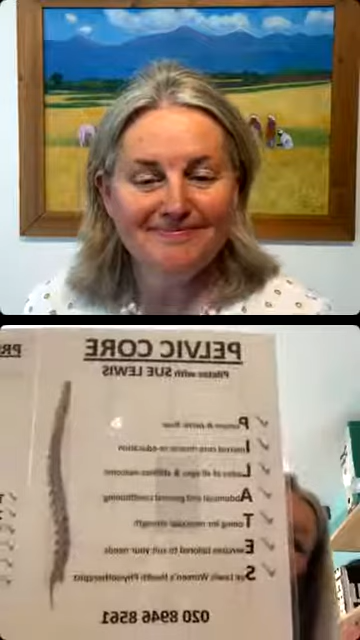 PELVIC CORE
Pilates with SUE LEWIS
Posture & pelvic floor
Learned core muscle re-education
Ladies of all ages & abilities welcome
Abdominal and general conditioning
Toning for muscular strength
Exercises tailored to suit your needs
Sue Lewis Women's Health Physiotherapist
020 8946 8561
PR